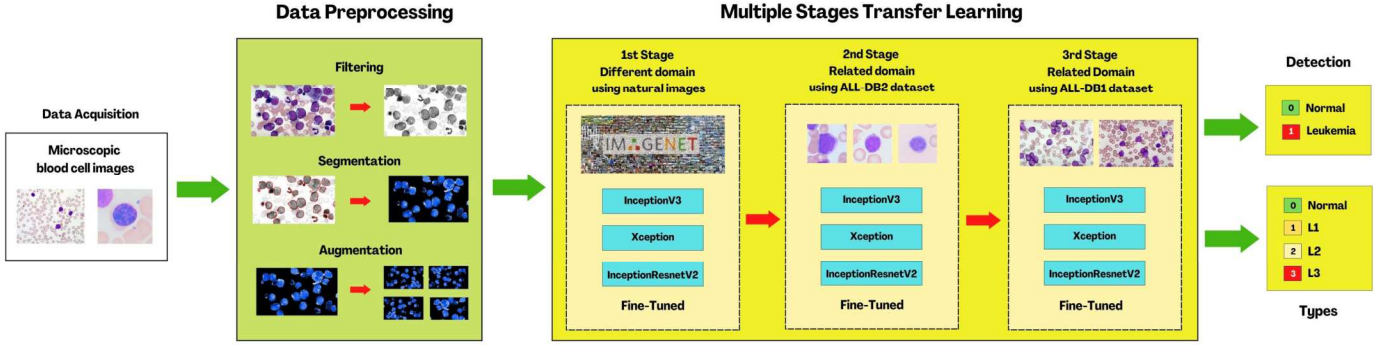 Data Acquisition
Microscopic
blood cell images
Data Preprocessing
Filtering
Segmentation
Augmentation
Multiple Stages Transfer Learning
1st Stage
Different domain
using natural images
IMAGENET
InceptionV3
Xception
InceptionResnetV2
Fine-Tuned
2nd Stage
Related domain
using ALL-DB2 dataset
InceptionV3
Xception
InceptionResnetV2
Fine-Tuned
3rd Stage
Related Domain
using ALL-DB1 dataset
InceptionV3
Xception
InceptionResnetV2
Fine-Tuned
Detection
0 Normal
1 Leukemia
0 Normal
1 L1
2 L2
3 L3
Types